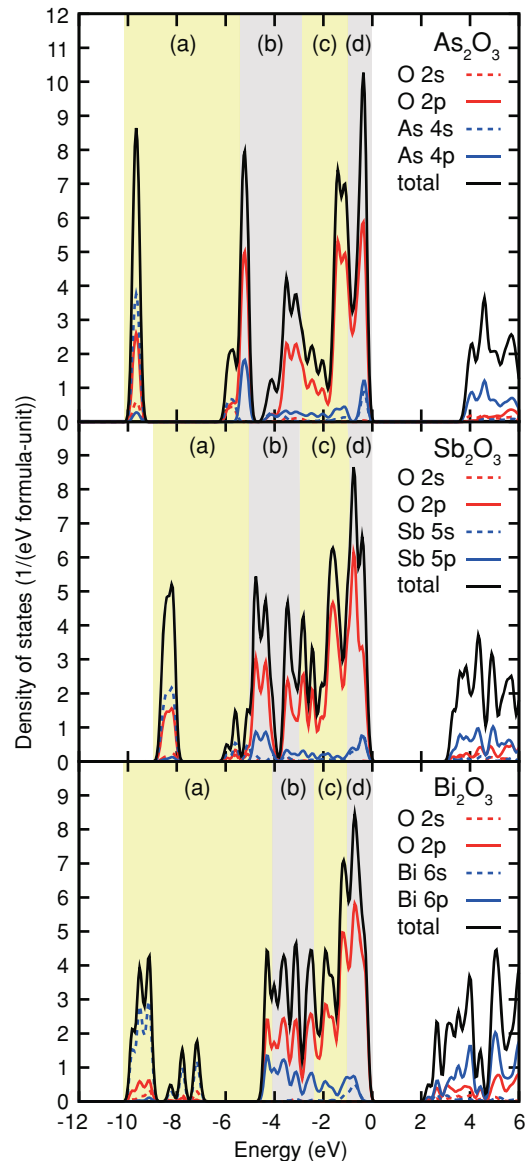 12
11
10
9
8
7
6
5
4
3
2
1
0
(a) (b) (c) (d)
As₂O₃
O 2s
O 2p
As 4s
As 4p
total
9
8
7
6
5
4
3
2
1
0
(a) (b) (c) (d)
Sb₂O₃
O 2s
O 2p
Sb 5s
Sb 5p
total
9
8
7
6
5
4
3
2
1
0
(a) (b) (c) (d)
Bi₂O₃
O 2s
O 2p
Bi 6s
Bi 6p
total
-12 -10 -8 -6 -4 -2 0 2 4 6
Energy (eV)
Density of states (1/(eV formula-unit))